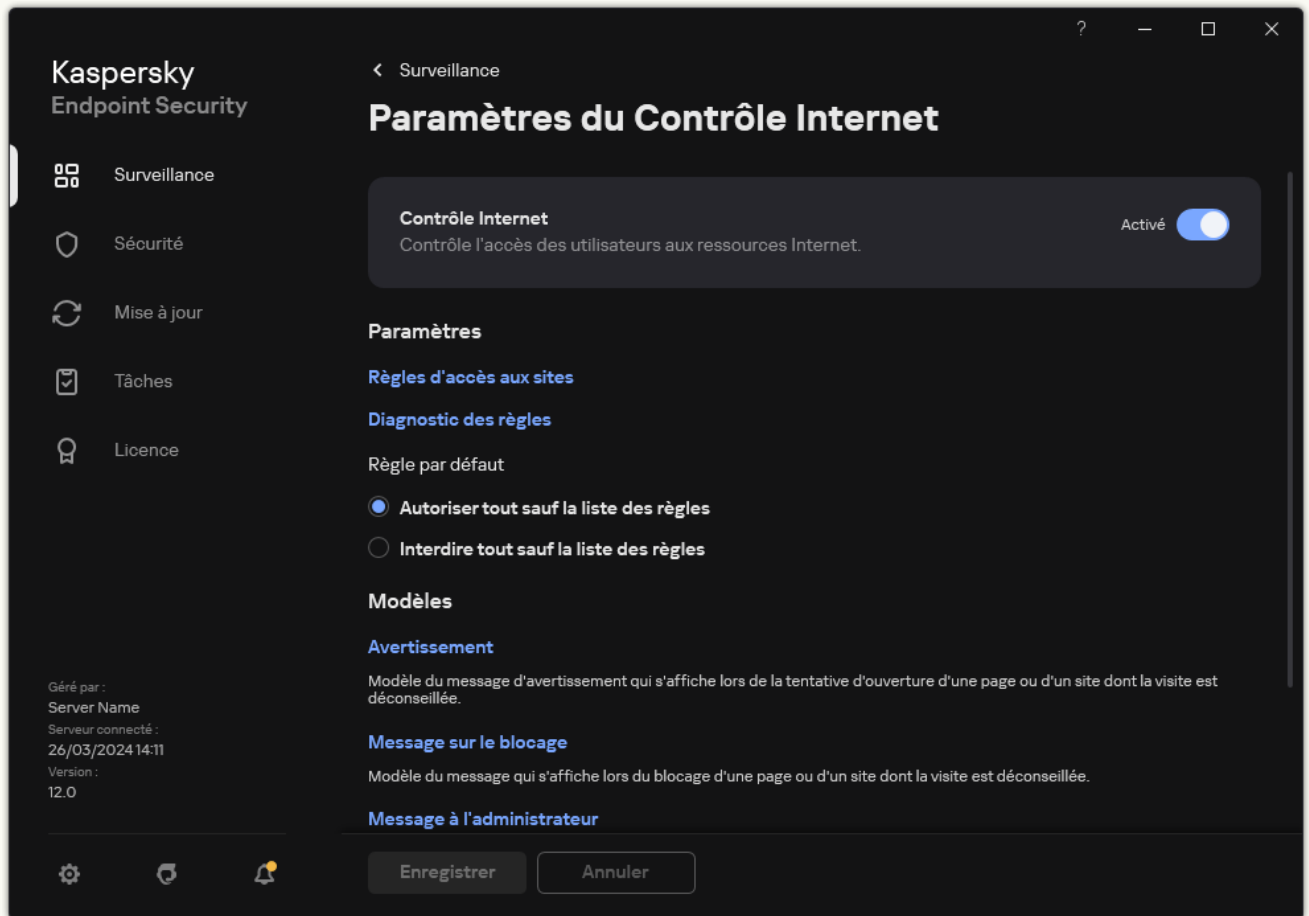 ?
Kaspersky
Endpoint Security
Surveillance
Sécurité
Mise à jour
Tâches
Licence
Géré par :
Server Name
Serveur connecté :
26/03/2024 14:11
Version :
12.0
Surveillance
Paramètres du Contrôle Internet
Contrôle Internet
Contrôle l'accès des utilisateurs aux ressources Internet.
Activé
Paramètres
Règles d'accès aux sites
Diagnostic des règles
Règle par défaut
Autoriser tout sauf la liste des règles
Interdire tout sauf la liste des règles
Modèles
Avertissement
Modèle du message d'avertissement qui s'affiche lors de la tentative d'ouverture d'une page ou d'un site dont la visite est
déconseillée.
Message sur le blocage
Modèle du message qui s'affiche lors du blocage d'une page ou d'un site dont la visite est déconseillée.
Message à l'administrateur
Enregistrer
Annuler